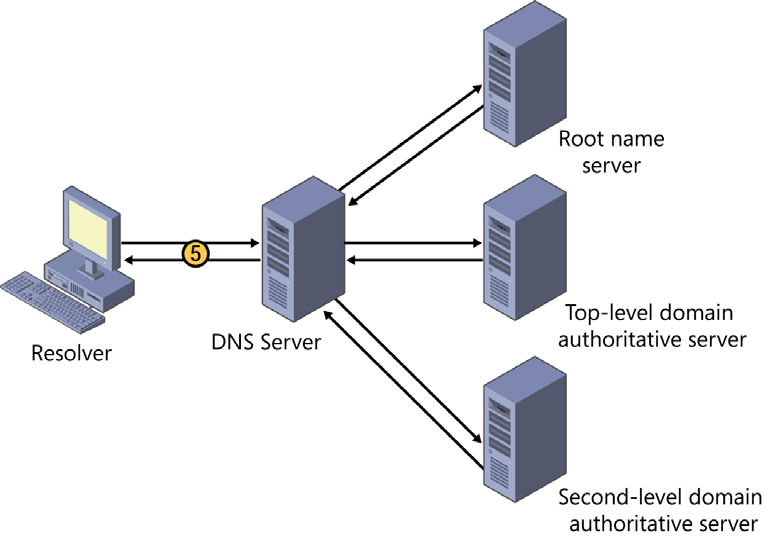 Root name
server
5
Resolver
DNS Server
Top-level domain
authoritative server
Second-level domain
authoritative server